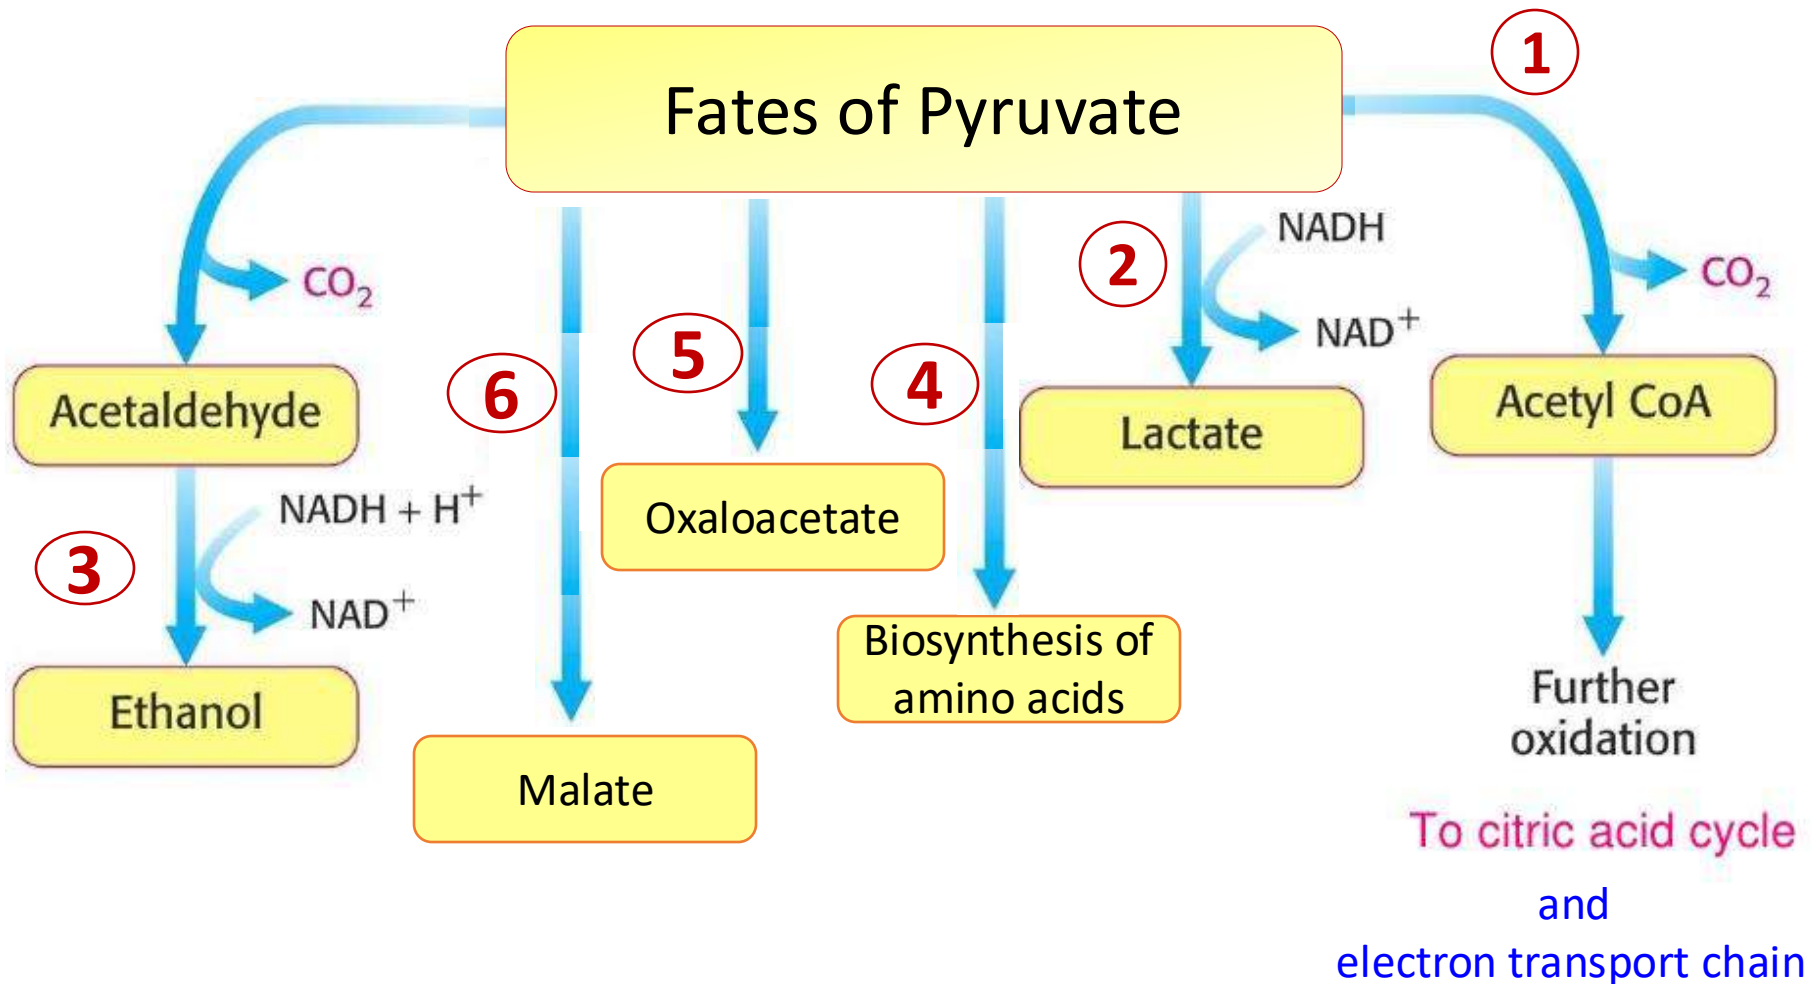 Fates of Pyruvate
1
CO₂
Acetaldehyde
NADH + H⁺
3
NAD⁺
Ethanol
6
Malate
5
Oxaloacetate
4
Biosynthesis of
amino acids
2
NADH
NAD⁺
Lactate
CO₂
Acetyl CoA
Further
oxidation
To citric acid cycle
and
electron transport chain